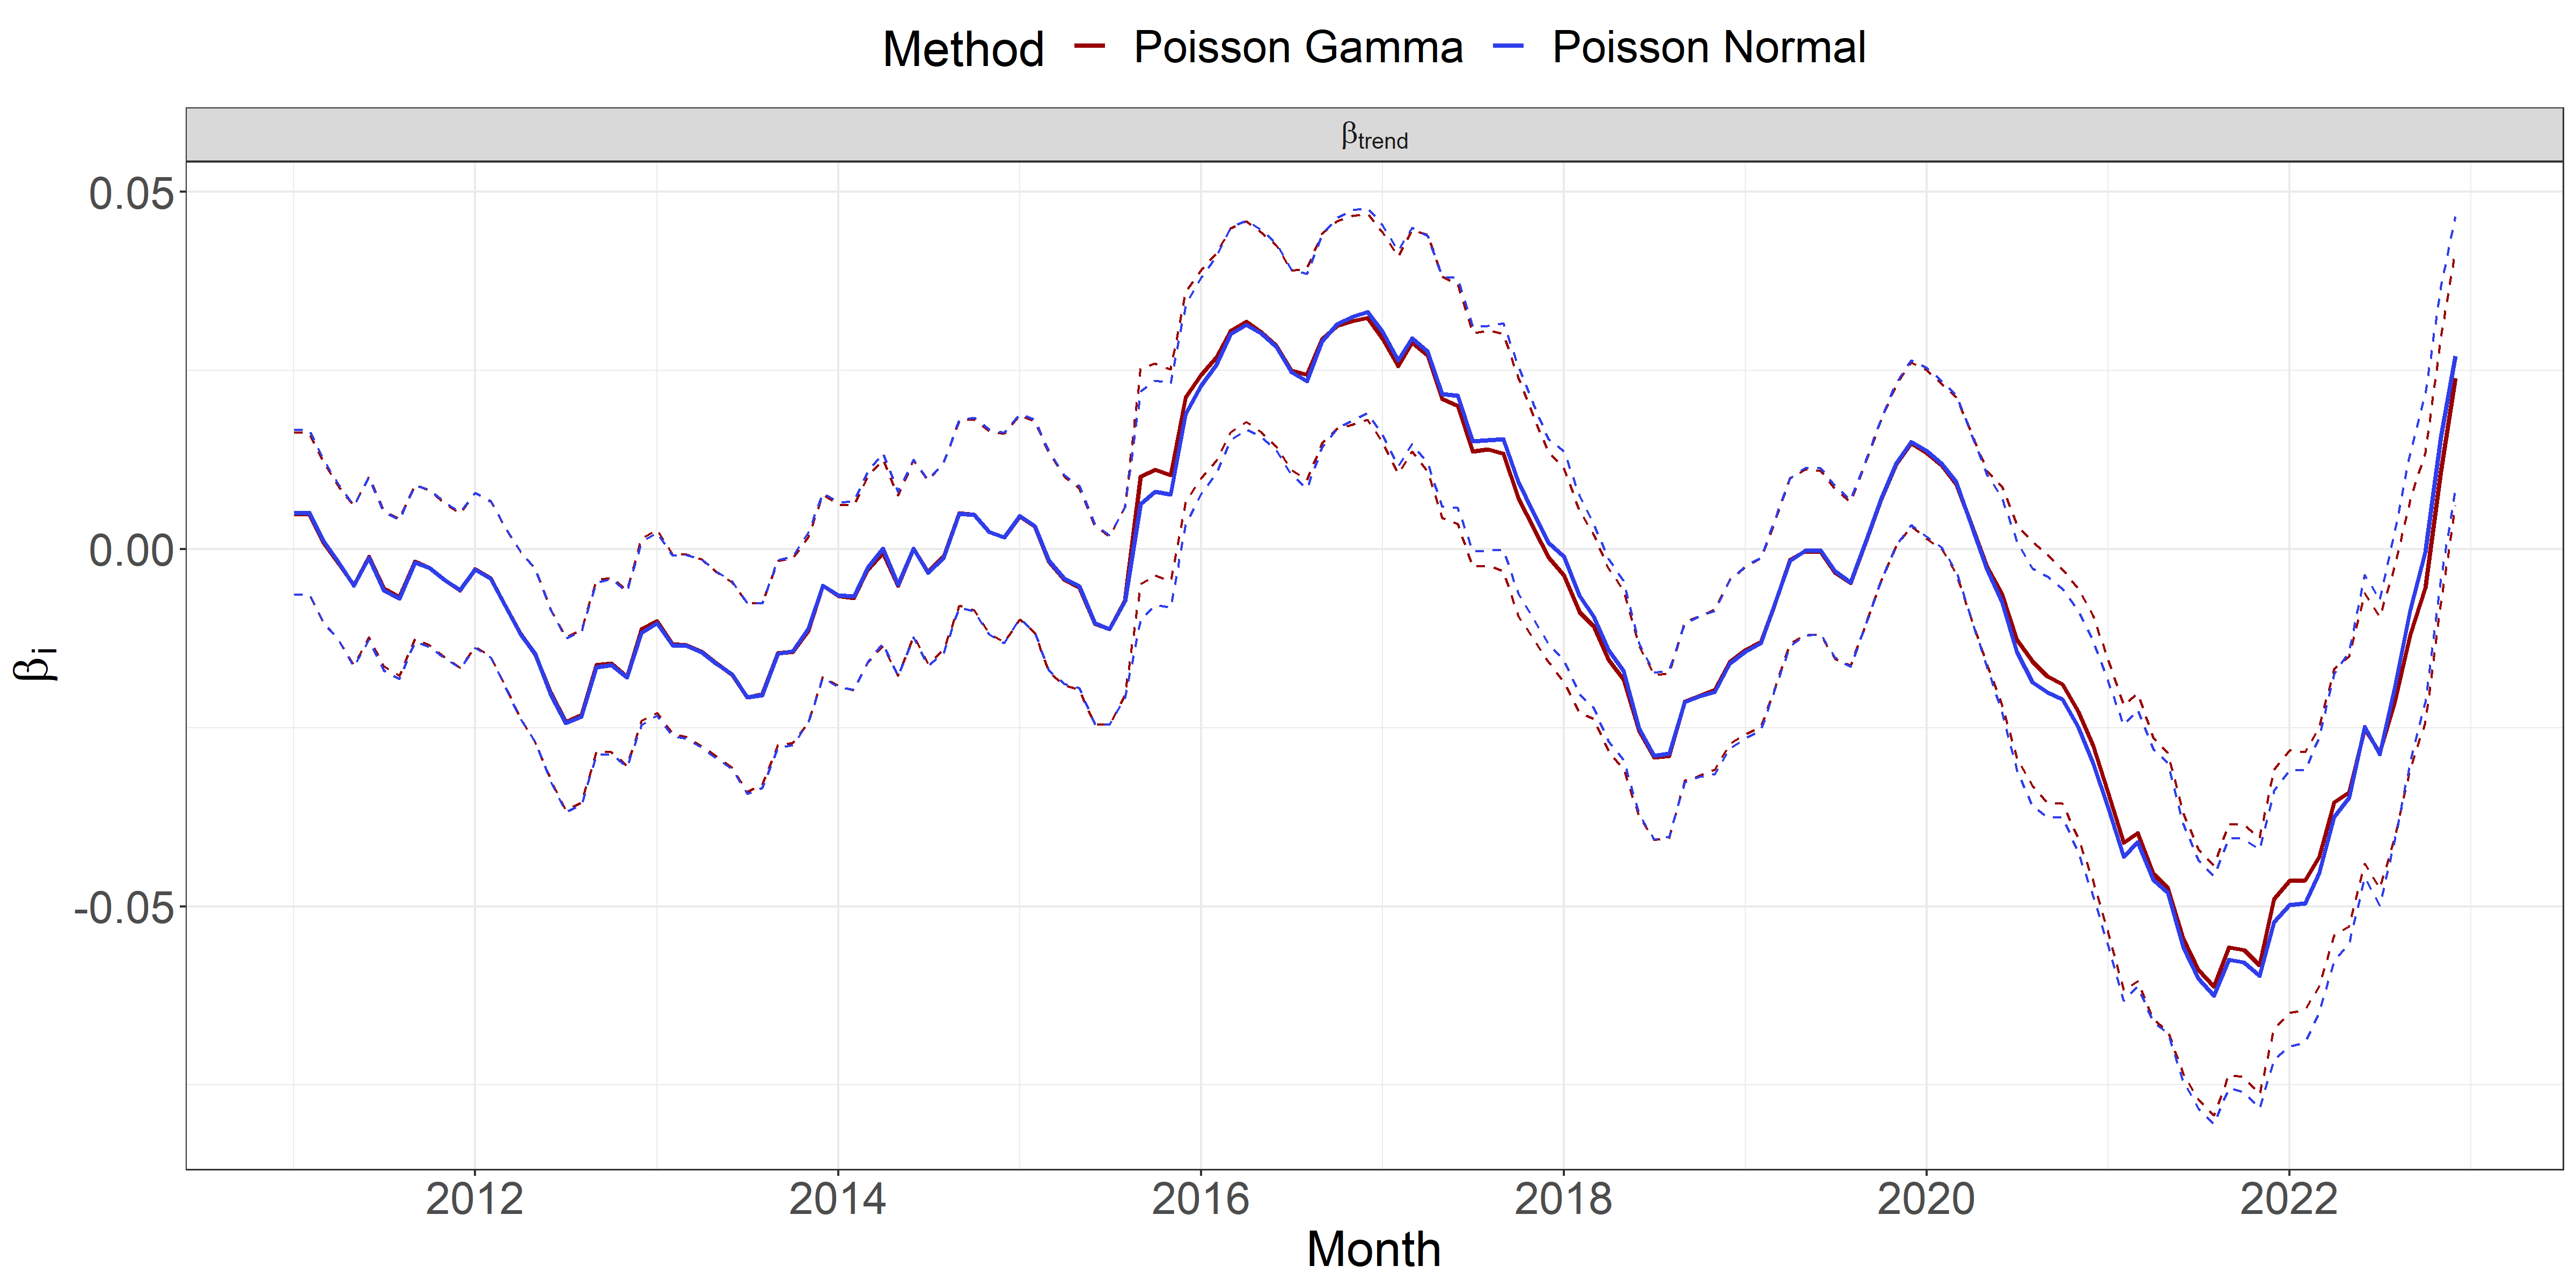 Method Poisson Gamma Poisson Normal
βtrend
0.05
0.00
-0.05
βi
2012 2014 2016 2018 2020 2022
Month